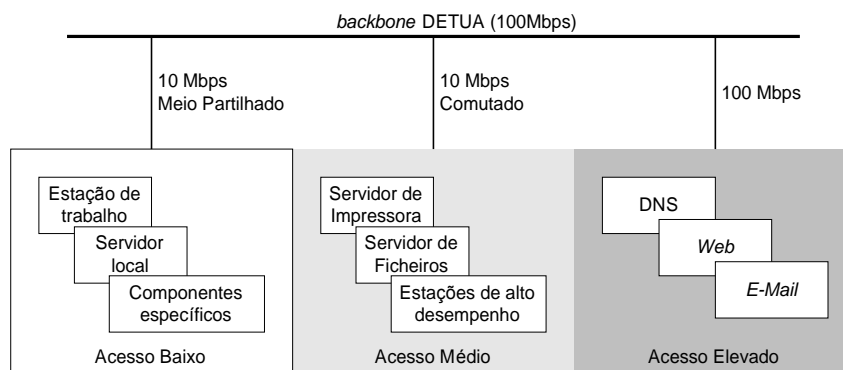 backbone DETUA (100Mbps)
10 Mbps
Meio Partilhado
10 Mbps
Comutado
100 Mbps
Estação de
trabalho
Servidor
local
Componentes
específicos
Acesso Baixo
Servidor de
Impressora
Servidor de
Ficheiros
Estações de alto
desempenho
Acesso Médio
DNS
Web
E-Mail
Acesso Elevado